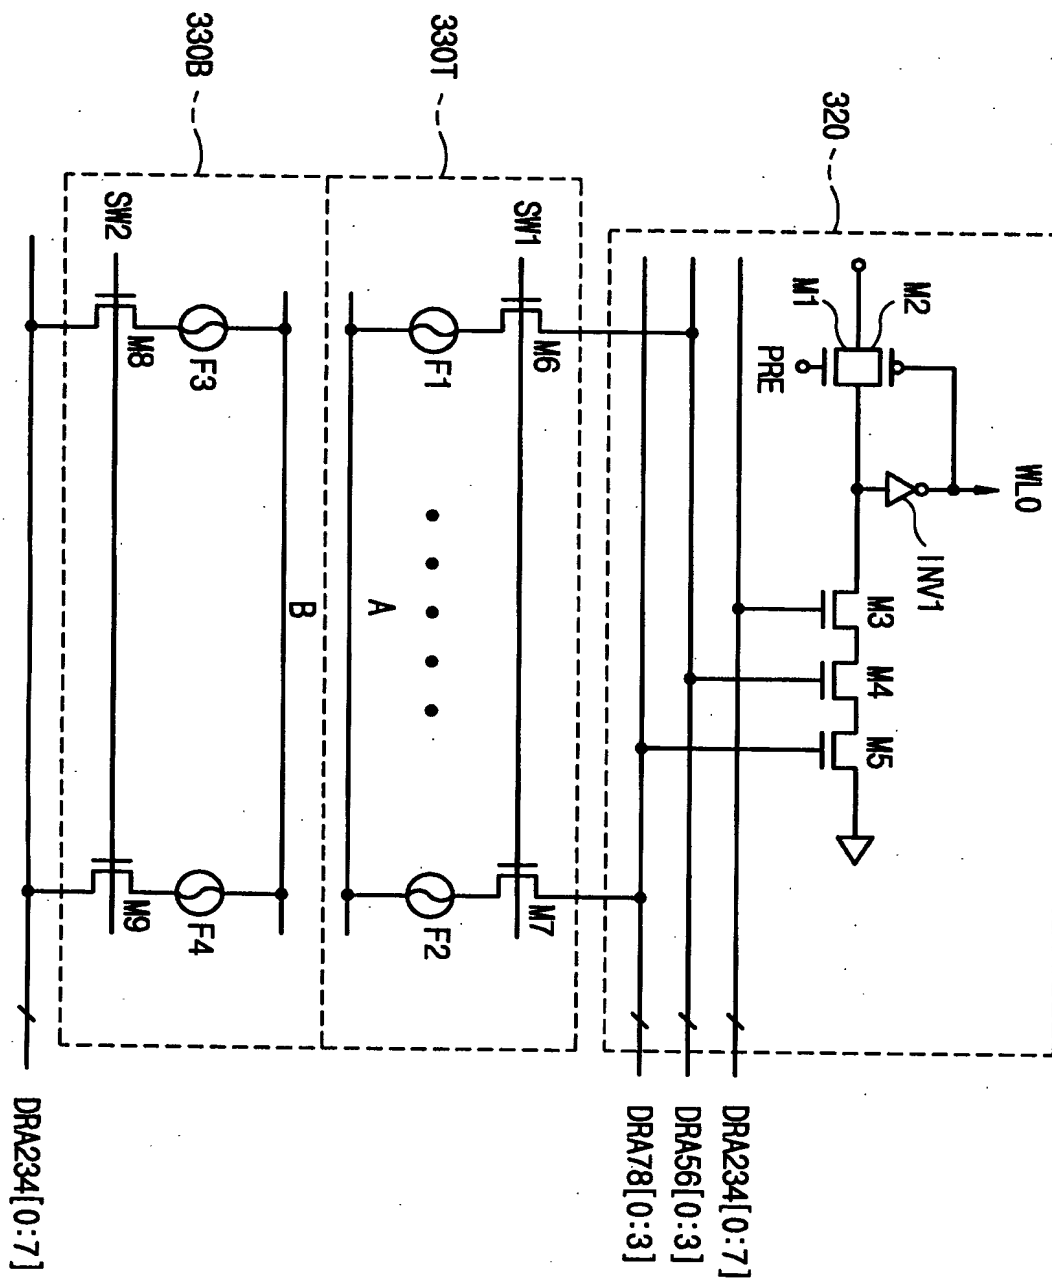 320
M1
M2
PRE
WL0
INV1
M3
M4
M5
DRA234[0:7]
DRA56[0:3]
DRA78[0:3]
330T
SW1
M6
F1
M7
F2
A
330B
B
SW2
M8
F3
M9
F4
DRA234[0:7]